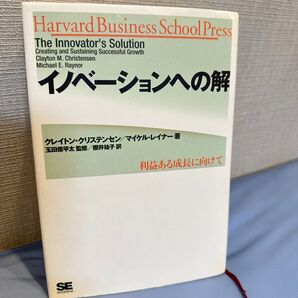 Harvard Business School Press
The Innovator's Solution
Creating and Sustaining Successful Growth
Clayton M. Christensen
Michael E. Raynor
イノベーションへの解
クレイトン・クリステンセン/マイケル・レイナー 著
玉田俊平太 監修/櫻井祐子 訳
利益ある成長に向けて
SE
SHOEISHA